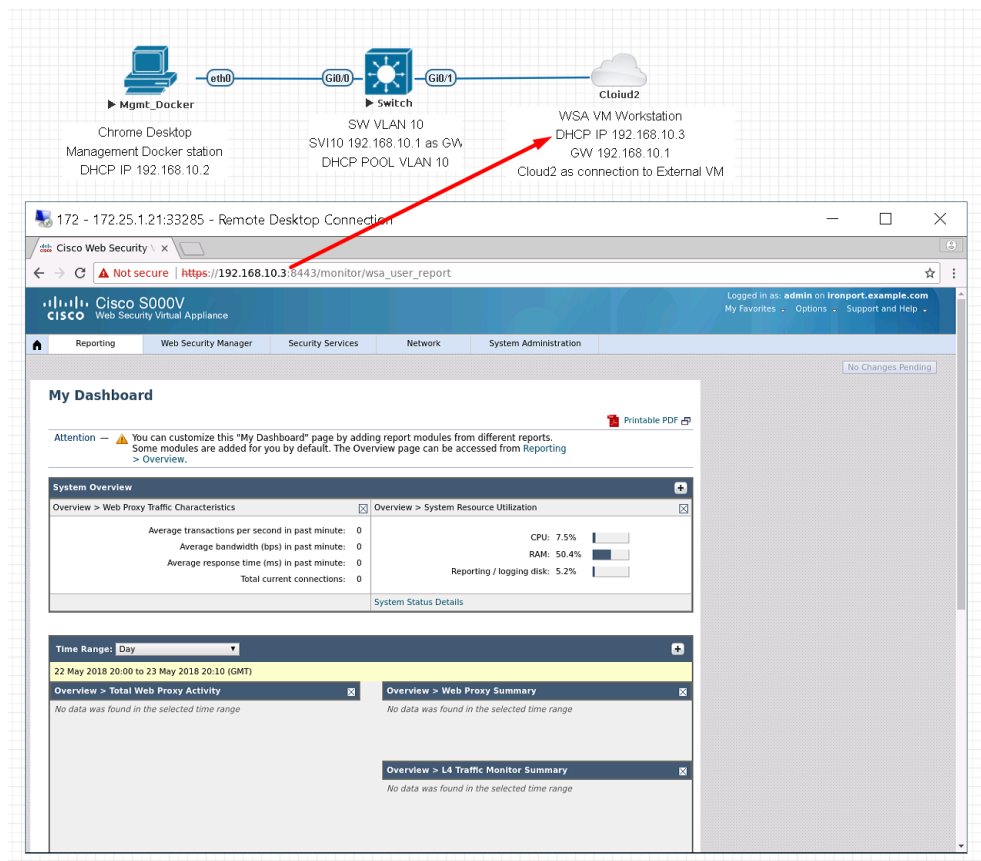 eth0
Gi0/0
Gi0/1
Mgmt_Docker
Switch
Cloiud2
Chrome Desktop
Management Docker station
DHCP IP 192.168.10.2
SW VLAN 10
SVI10 192.168.10.1 as GW
DHCP POOL VLAN 10
WSA VM Workstation
DHCP IP 192.168.10.3
GW 192.168.10.1
Cloud2 as connection to External VM
172 - 172.25.1.21:33285 - Remote Desktop Connection
Cisco Web Security
Not secure | https://192.168.10.3:8443/monitor/wsa_user_report
CISCO
Cisco S000V
Web Security Virtual Appliance
Logged in as: admin on ironport.example.com
My Favorites Options Support and Help
Reporting Web Security Manager Security Services Network System Administration
No Changes Pending
My Dashboard
Printable PDF
Attention — You can customize this "My Dashboard" page by adding report modules from different reports.
Some modules are added for you by default. The Overview page can be accessed from Reporting
> Overview.
System Overview
Overview > Web Proxy Traffic Characteristics
Average transactions per second in past minute: 0
Average bandwidth (bps) in past minute: 0
Average response time (ms) in past minute: 0
Total current connections: 0
Overview > System Resource Utilization
CPU: 7.5%
RAM: 50.4%
Reporting / logging disk: 5.2%
System Status Details
Time Range: Day
22 May 2018 20:00 to 23 May 2018 20:10 (GMT)
Overview > Total Web Proxy Activity
No data was found in the selected time range
Overview > Web Proxy Summary
No data was found in the selected time range
Overview > L4 Traffic Monitor Summary
No data was found in the selected time range